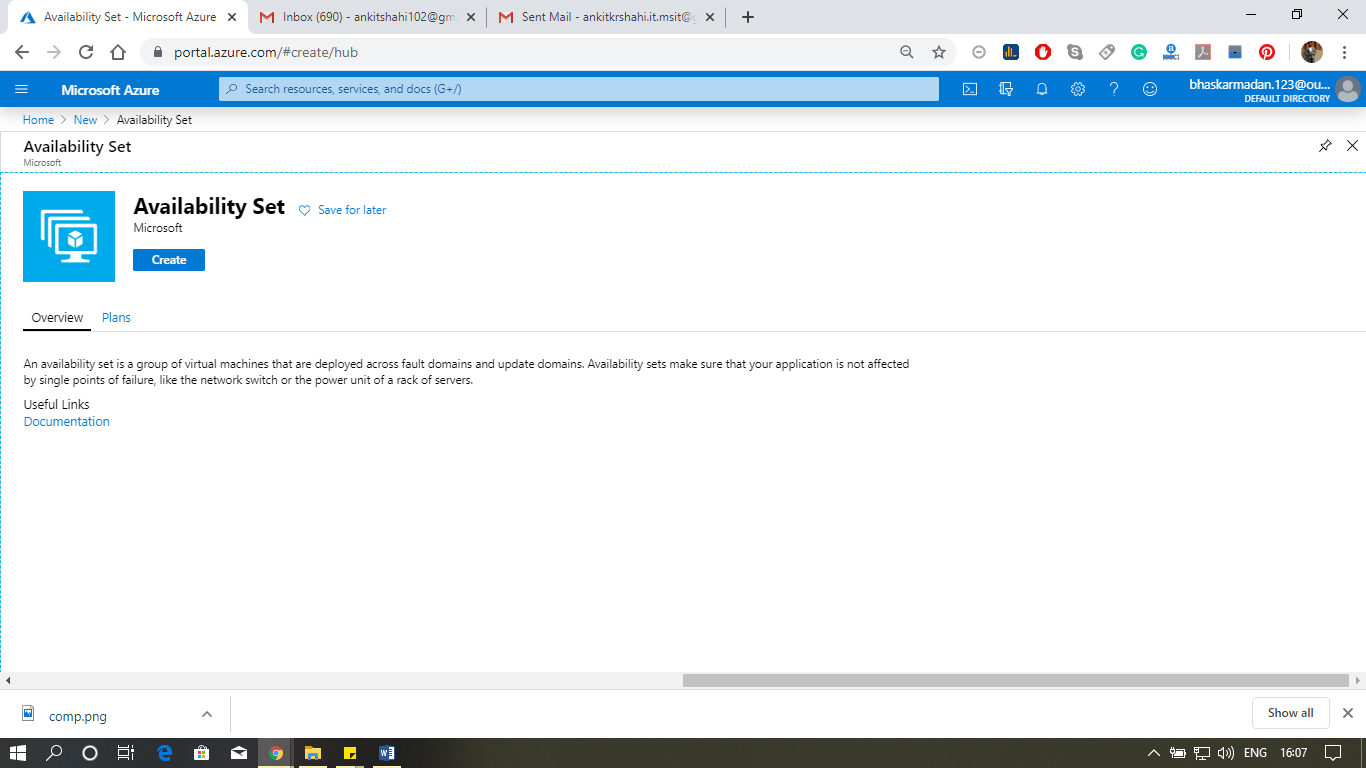 Availability Set - Microsoft Azure
Inbox (690) - ankitshahi102@gm
Sent Mail - ankitkrshahi.it.msit@g
portal.azure.com/#create/hub
Microsoft Azure
Search resources, services, and docs (G+/)
bhaskarmadan.123@ou...
DEFAULT DIRECTORY
Home > New > Availability Set
Availability Set
Microsoft
Availability Set
Save for later
Microsoft
Create
Overview
Plans
An availability set is a group of virtual machines that are deployed across fault domains and update domains. Availability sets make sure that your application is not affected
by single points of failure, like the network switch or the power unit of a rack of servers.
Useful Links
Documentation
comp.png
Show all
ENG
16:07